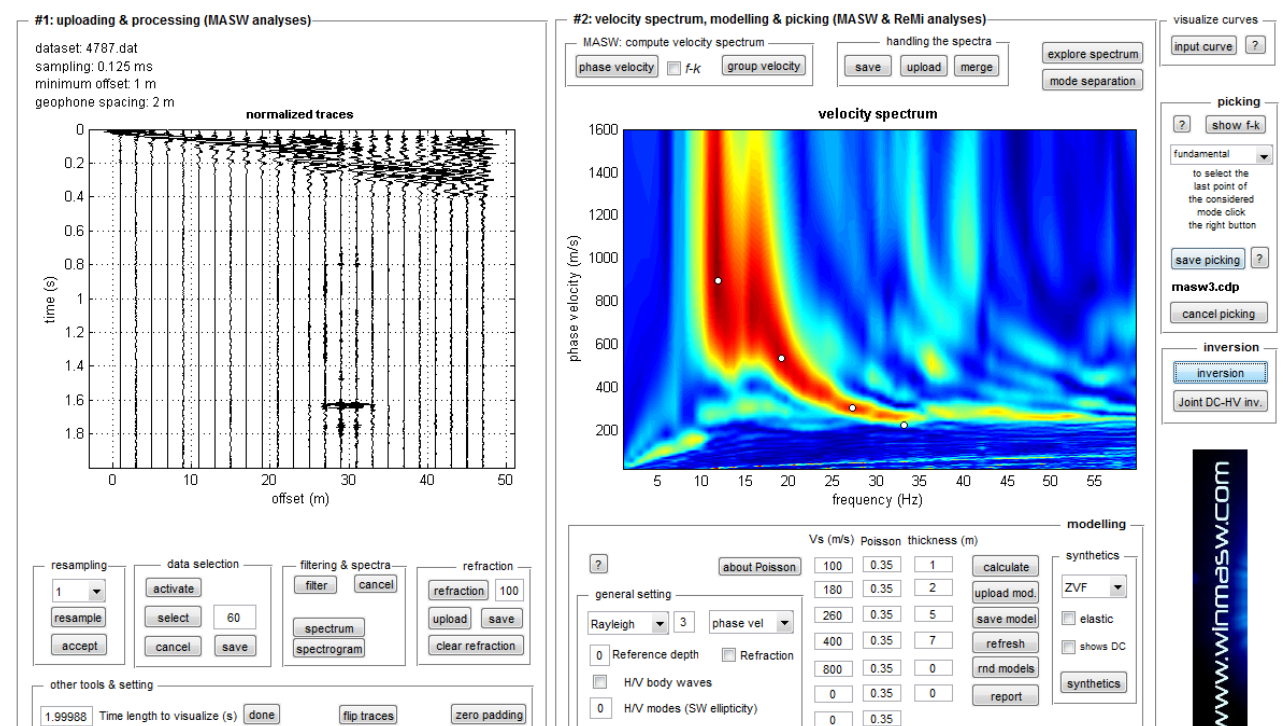 #1: uploading & processing (MASW analyses)
dataset: 4787.dat
sampling: 0.125 ms
minimum offset: 1 m
geophone spacing: 2 m
normalized traces
0
0.2
0.4
0.6
0.8
1
1.2
1.4
1.6
1.8
time (s)
0 10 20 30 40 50
offset (m)
resampling
1
resample
accept
data selection
activate
select 60
cancel save
filtering & spectra
filter cancel
spectrum
spectrogram
refraction
refraction 100
upload save
clear refraction
other tools & setting
1.99988 Time length to visualize (s) done flip traces zero padding
#2: velocity spectrum, modelling & picking (MASW & ReMi analyses)
MASW: compute velocity spectrum
phase velocity f-k group velocity
handling the spectra
save upload merge
explore spectrum
mode separation
velocity spectrum
1600
1400
1200
1000
800
600
400
200
phase velocity (m/s)
5 10 15 20 25 30 35 40 45 50 55
frequency (Hz)
modelling
? about Poisson
general setting
Rayleigh 3 phase vel
0 Reference depth Refraction
H/V body waves
0 H/V modes (SW ellipticity)
Vs (m/s) Poisson thickness (m)
100 0.35 1
180 0.35 2
260 0.35 5
400 0.35 7
800 0.35 0
0 0.35 0
0 0.35
calculate
upload mod.
save model
refresh
rnd models
report
synthetics
ZVF
elastic
shows DC
synthetics
visualize curves
input curve ?
picking
? show f-k
fundamental
to select the
last point of
the considered
mode click
the right button
save picking ?
masw3.cdp
cancel picking
inversion
inversion
Joint DC-HV inv.
www.winmasw.com